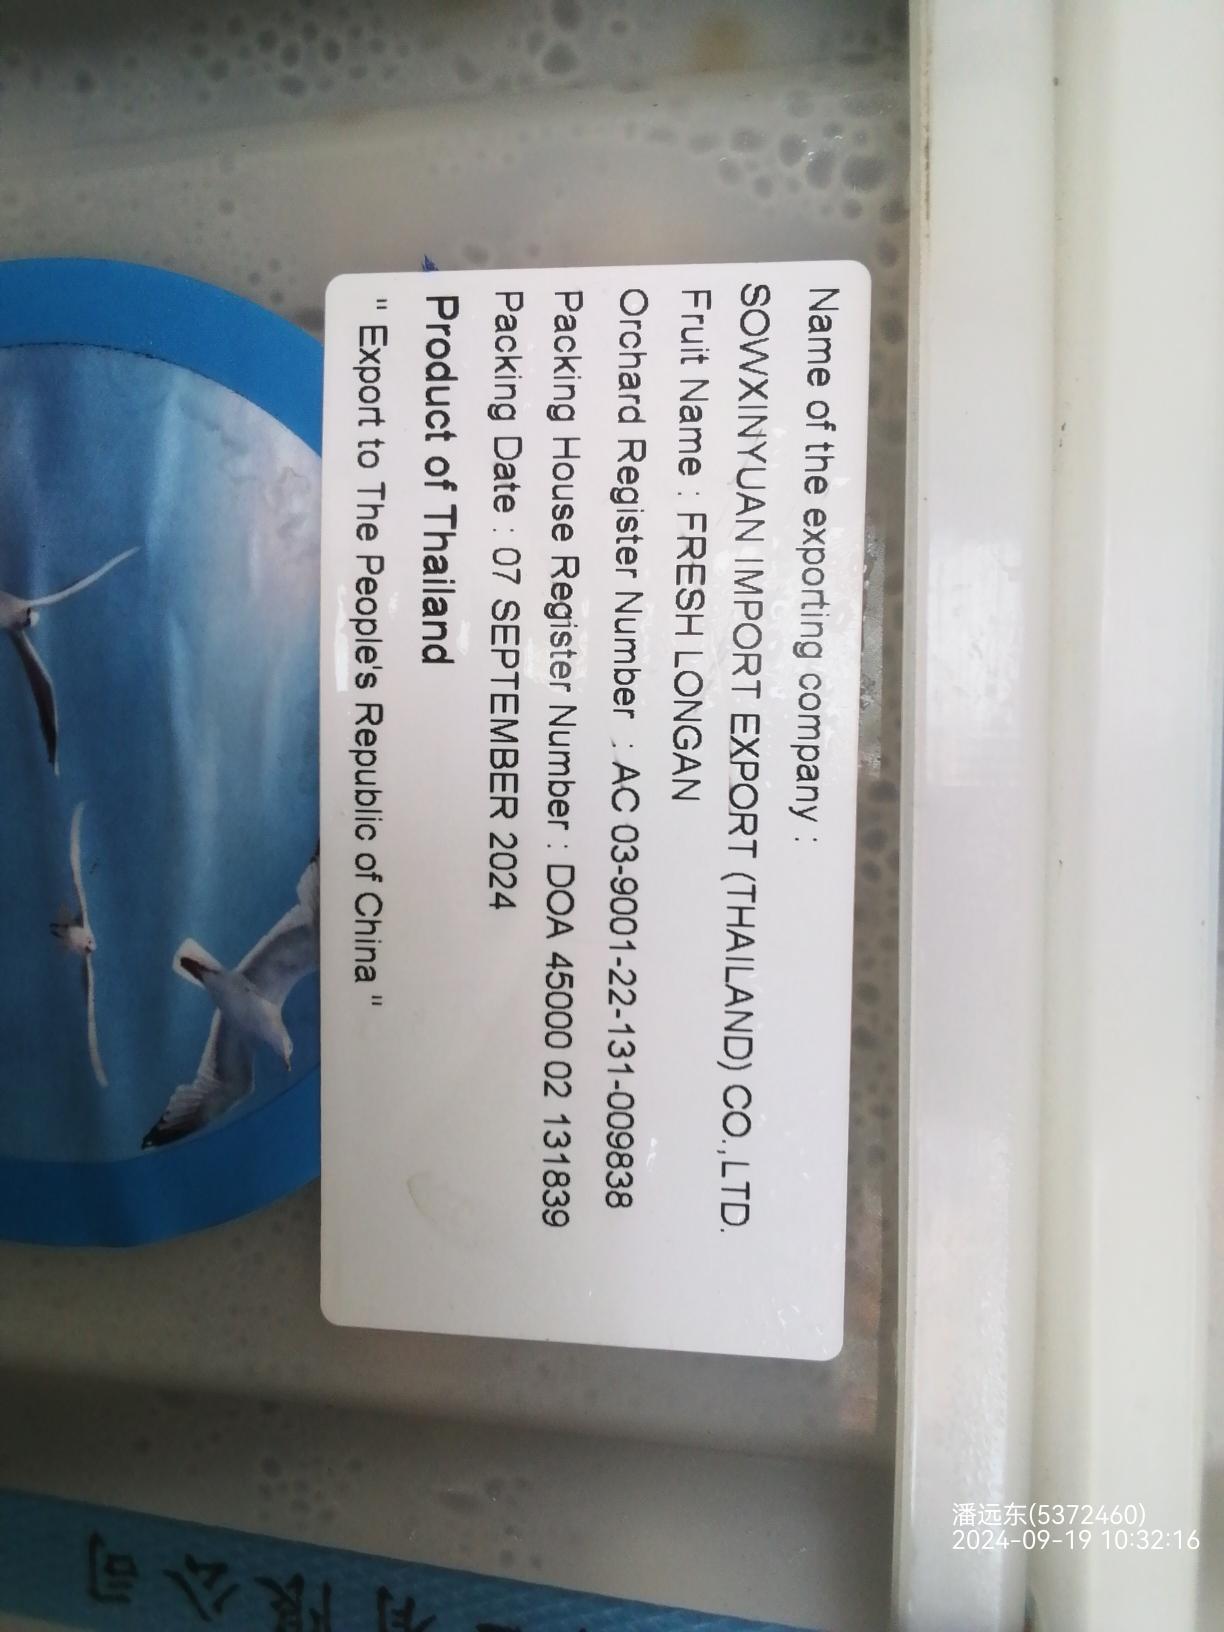 Name of the exporting company :
SOWXINYUAN IMPORT EXPORT (THAILAND) CO.,LTD.
Fruit Name : FRESH LONGAN
Orchard Register Number : AC 03-9001-22-131-009838
Packing House Register Number : DOA 45000 02 131839
Packing Date : 07 SEPTEMBER 2024
Product of Thailand
" Export to The People's Republic of China "
有限公司
潘远东(5372460)
2024-09-19 10:32:16